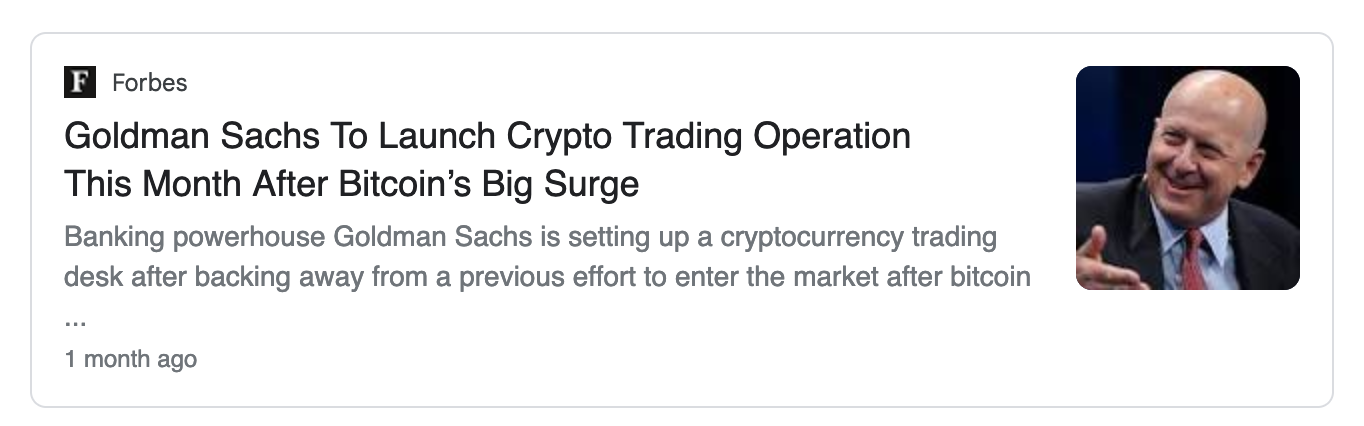 F Forbes
Goldman Sachs To Launch Crypto Trading Operation
This Month After Bitcoin’s Big Surge
Banking powerhouse Goldman Sachs is setting up a cryptocurrency trading
desk after backing away from a previous effort to enter the market after bitcoin
...
1 month ago